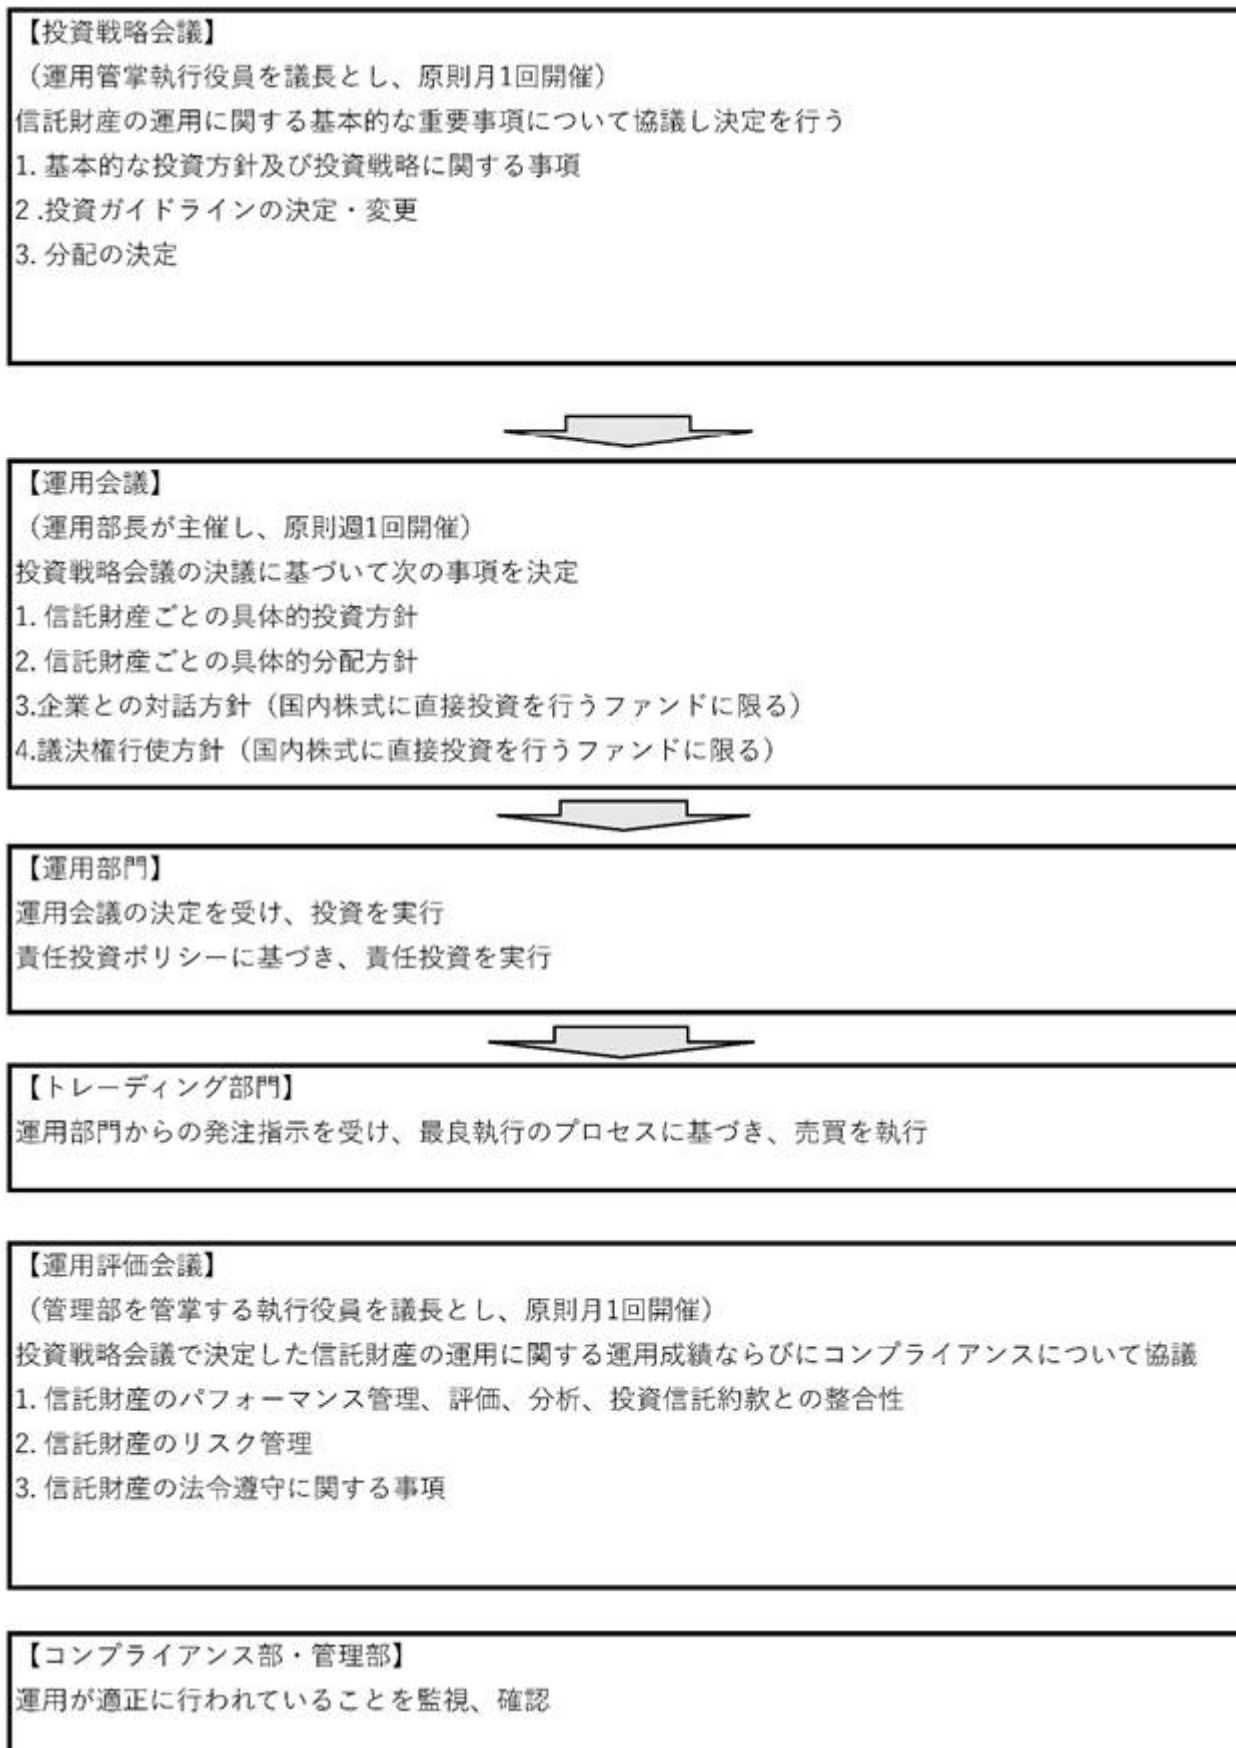 【投資戦略会議】
（運用管掌執行役員を議長とし、原則月1回開催）
信託財産の運用に関する基本的な重要事項について協議し決定を行う
1. 基本的な投資方針及び投資戦略に関する事項
2 .投資ガイドラインの決定・変更
3. 分配の決定
【運用会議】
（運用部長が主催し、原則週1回開催）
投資戦略会議の決議に基づいて次の事項を決定
1. 信託財産ごとの具体的投資方針
2. 信託財産ごとの具体的分配方針
3.企業との対話方針（国内株式に直接投資を行うファンドに限る）
4.議決権行使方針（国内株式に直接投資を行うファンドに限る）
【運用部門】
運用会議の決定を受け、投資を実行
責任投資ポリシーに基づき、責任投資を実行
【トレーディング部門】
運用部門からの発注指示を受け、最良執行のプロセスに基づき、売買を執行
【運用評価会議】
（管理部を管掌する執行役員を議長とし、原則月1回開催）
投資戦略会議で決定した信託財産の運用に関する運用成績ならびにコンプライアンスについて協議
1. 信託財産のパフォーマンス管理、評価、分析、投資信託約款との整合性
2. 信託財産のリスク管理
3. 信託財産の法令遵守に関する事項
【コンプライアンス部・管理部】
運用が適正に行われていることを監視、確認